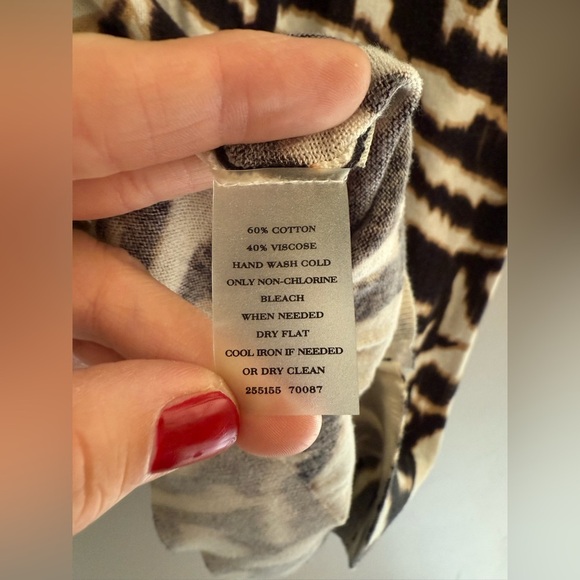 60% COTTON
40% VISCOSE
HAND WASH COLD
ONLY NON-CHLORINE
BLEACH
WHEN NEEDED
DRY FLAT
COOL IRON IF NEEDED
OR DRY CLEAN
255155 70087